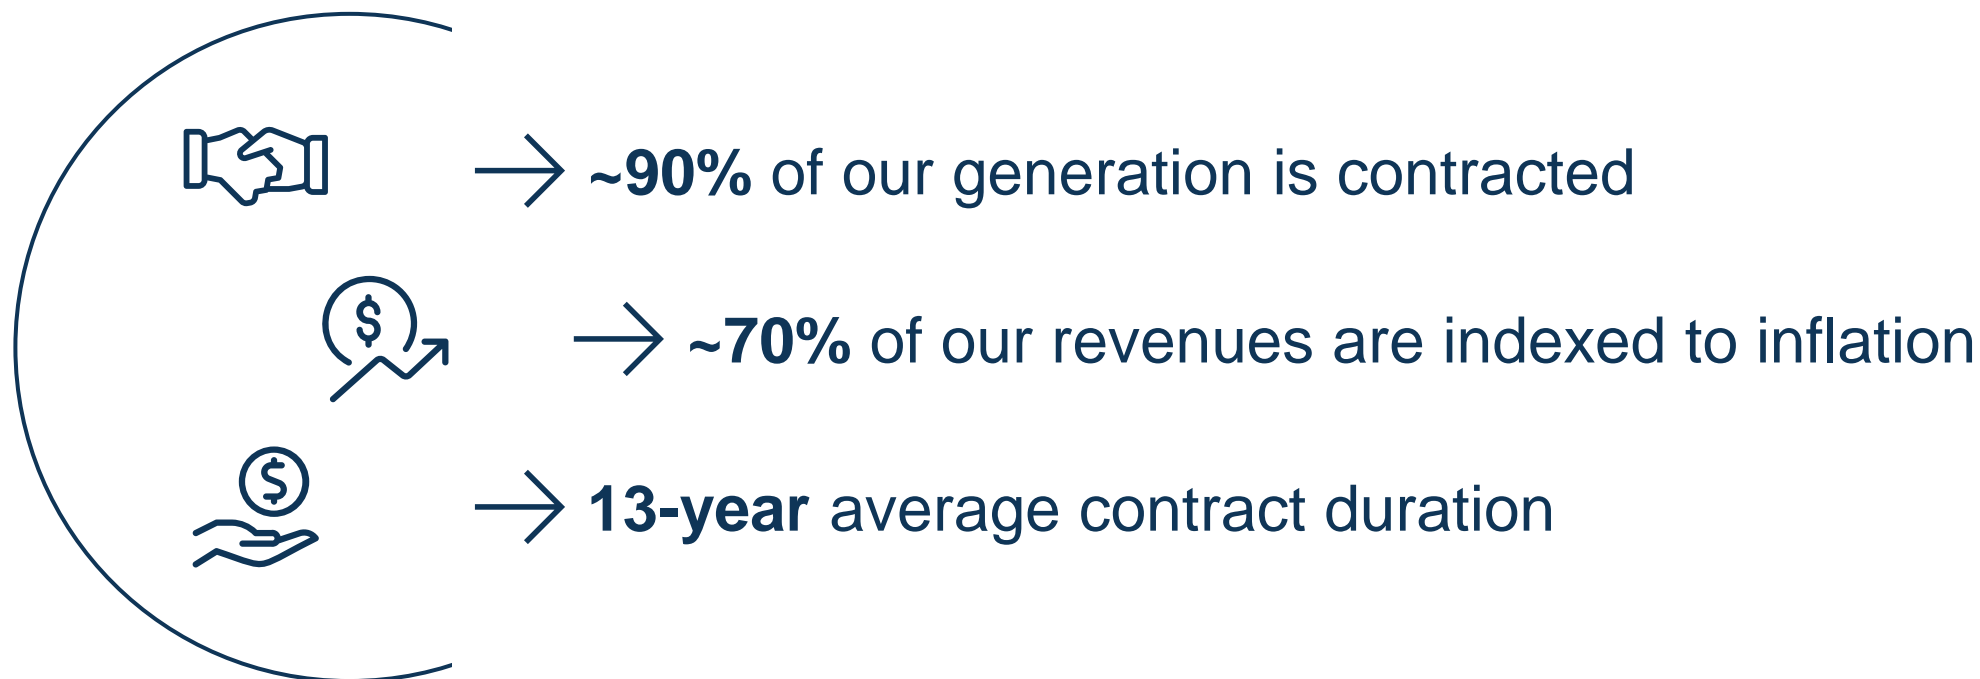 ~90% of our generation is contracted
$
~70% of our revenues are indexed to inflation
$
13-year average contract duration